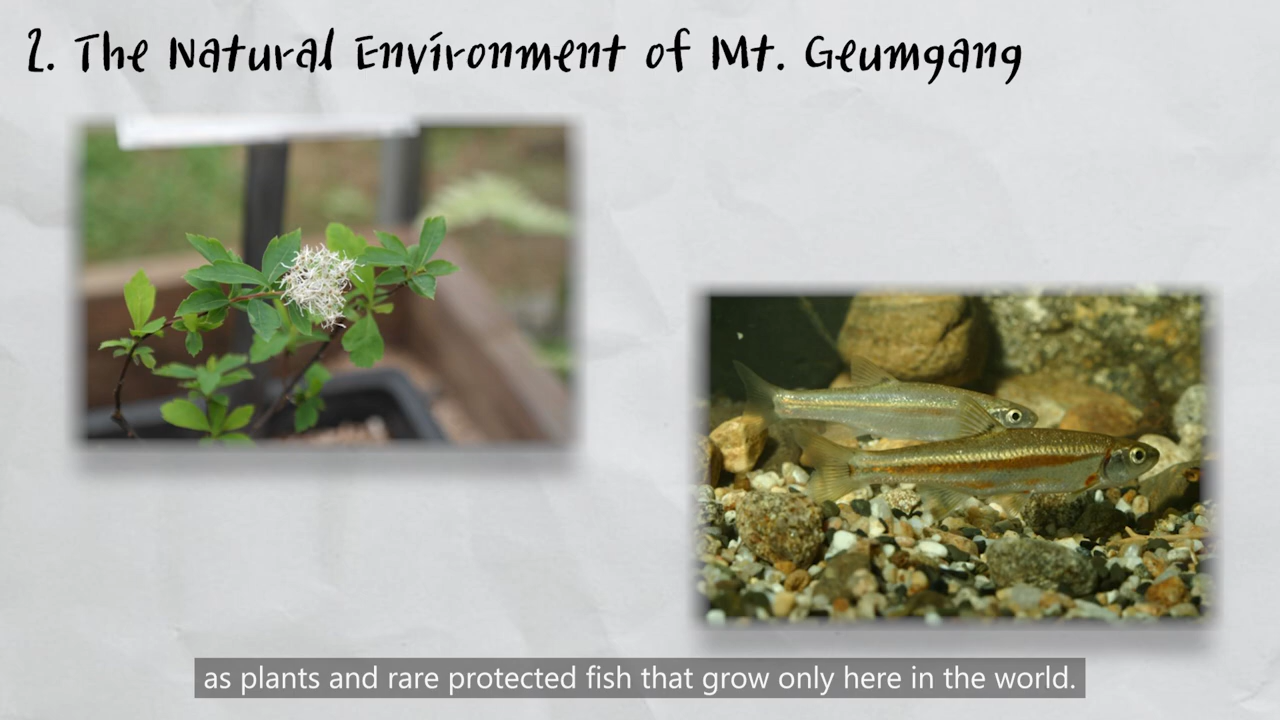 2. The Natural Environment of Mt. Geumgang
as plants and rare protected fish that grow only here in the world.